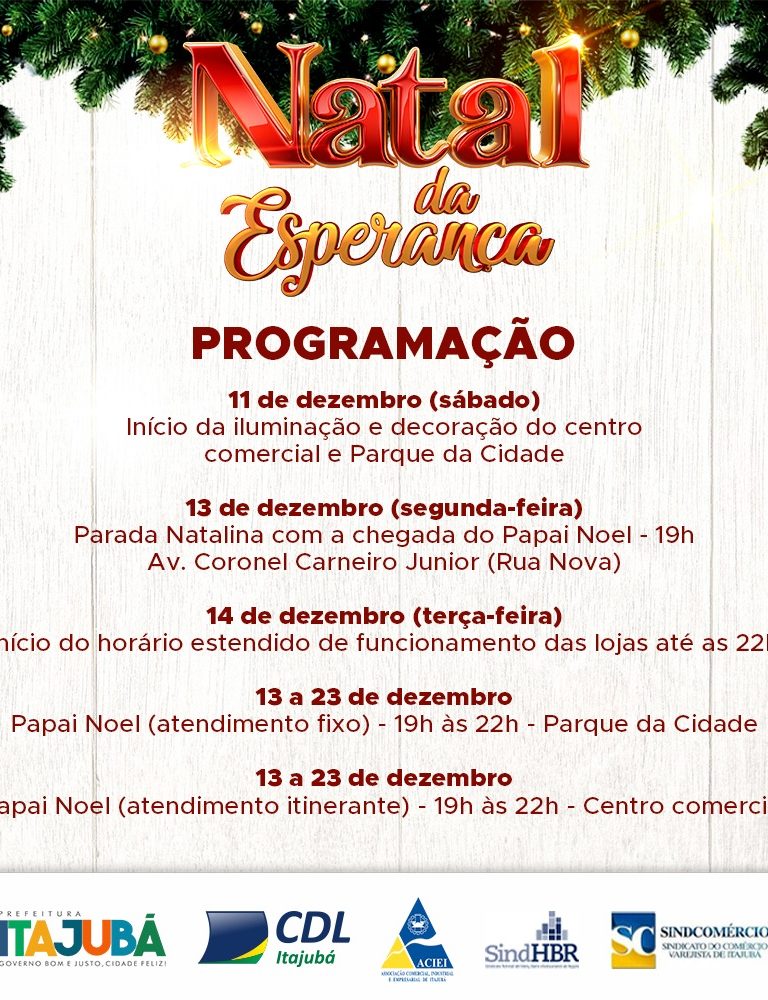 Natal
da
Esperança
PROGRAMAÇÃO
11 de dezembro (sábado)
Início da iluminação e decoração do centro
comercial e Parque da Cidade
13 de dezembro (segunda-feira)
Parada Natalina com a chegada do Papai Noel - 19h
Av. Coronel Carneiro Junior (Rua Nova)
14 de dezembro (terça-feira)
nício do horário estendido de funcionamento das lojas até as 22h
13 a 23 de dezembro
Papai Noel (atendimento fixo) - 19h às 22h - Parque da Cidade
13 a 23 de dezembro
apai Noel (atendimento itinerante) - 19h às 22h - Centro comerci
PREFEITURA
ITAJUBÁ
GOVERNO BOM E JUSTO, CIDADE FELIZ!
CDL
Itajubá
ACIEI
ASSOCIAÇÃO COMERCIAL, INDUSTRIAL
E EMPRESARIAL DE ITAJUBÁ
SindHBR
SC SINDCOMÉRCIO
SINDICATO DO COMÉRCIO
VAREJISTA DE ITAJUBÁ